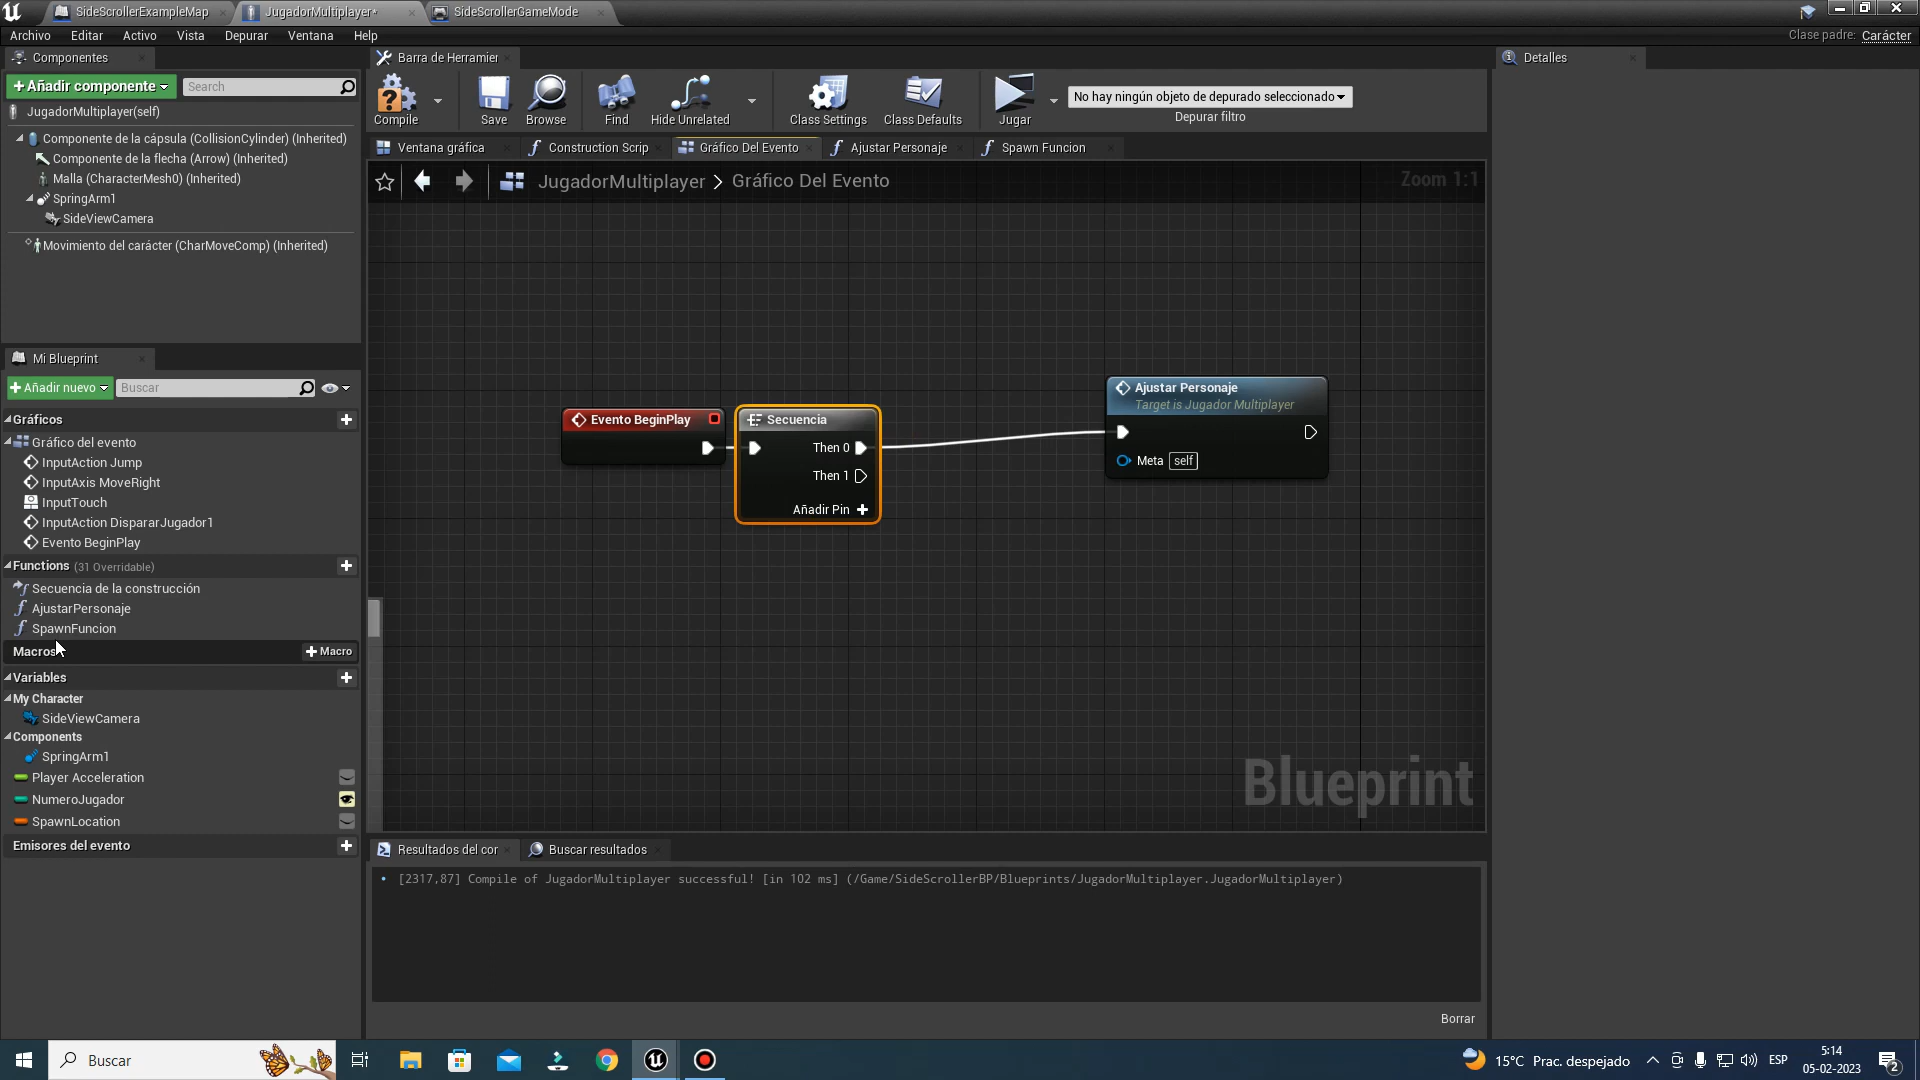 SideScrollerExampleMap
JugadorMultiplayer*
SideScrollerGameMode
Archivo Editar Activo Vista Depurar Ventana Help
Clase padre: Carácter
Componentes
Añadir componente
Search
JugadorMultiplayer(self)
Componente de la cápsula (CollisionCylinder) (Inherited)
Componente de la flecha (Arrow) (Inherited)
Malla (CharacterMesh0) (Inherited)
SpringArm1
SideViewCamera
Movimiento del carácter (CharMoveComp) (Inherited)
Mi Blueprint
Añadir nuevo
Buscar
Gráficos
Gráfico del evento
InputAction Jump
InputAxis MoveRight
InputTouch
InputAction DispararJugador1
Evento BeginPlay
Functions (31 Overridable)
Secuencia de la construcción
AjustarPersonaje
SpawnFuncion
Macros
Macro
Variables
My Character
SideViewCamera
Components
SpringArm1
Player Acceleration
NumeroJugador
SpawnLocation
Emisores del evento
Barra de Herramier
Compile
Save
Browse
Find
Hide Unrelated
Class Settings
Class Defaults
Jugar
No hay ningún objeto de depurado seleccionado
Depurar filtro
Ventana gráfica
Construction Scrip
Gráfico Del Evento
Ajustar Personaje
Spawn Funcion
JugadorMultiplayer > Gráfico Del Evento
Zoom 1:1
Evento BeginPlay
Secuencia
Then 0
Then 1
Añadir Pin
Ajustar Personaje
Target is Jugador Multiplayer
Meta self
Blueprint
Resultados del cor
Buscar resultados
[2317,87] Compile of JugadorMultiplayer successful! [in 102 ms] (/Game/SideScrollerBP/Blueprints/JugadorMultiplayer.JugadorMultiplayer)
Borrar
Detalles
Buscar
15°C Prac. despejado
ESP
5:14
05-02-2023
2